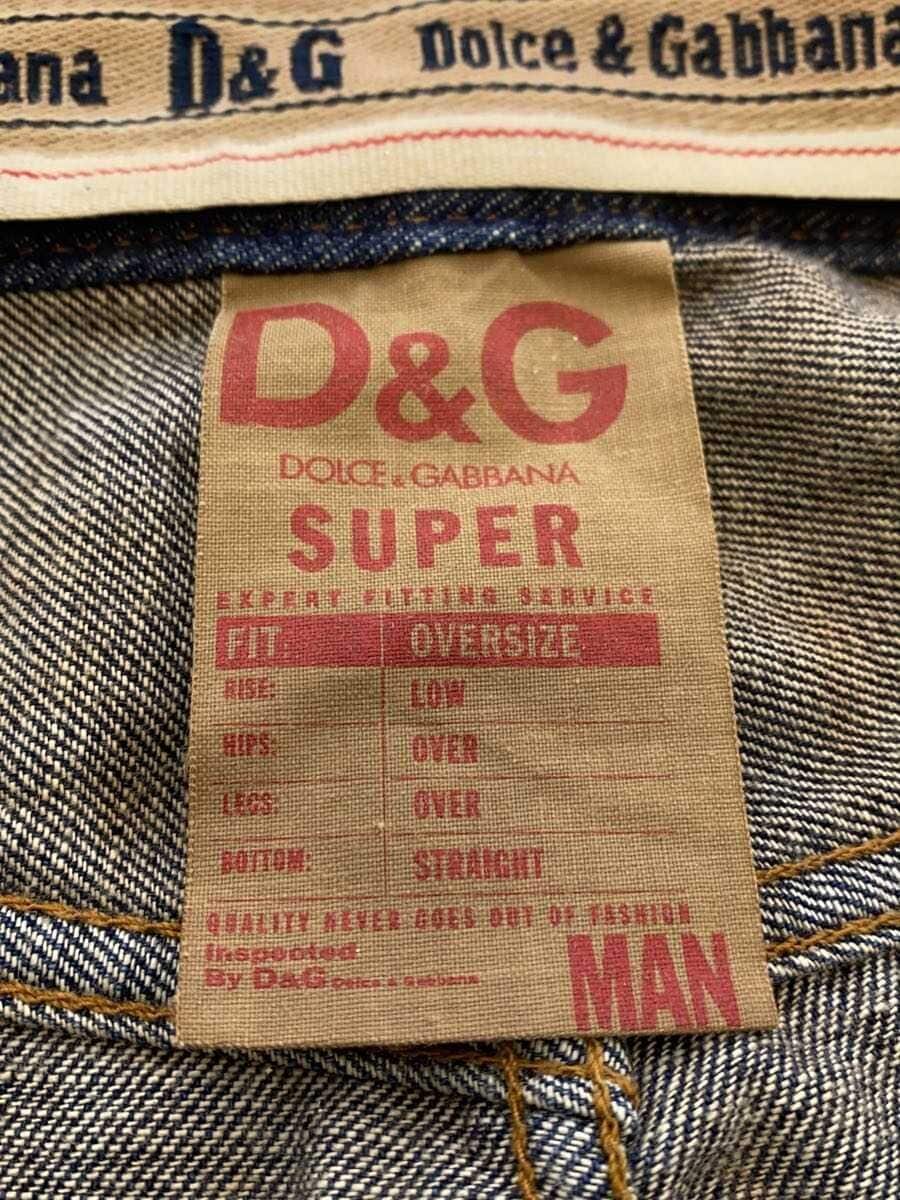 ana D&G Dolce & Gabbana
D&G
DOLCE & GABBANA
SUPER
EXPERT FITTING SERVICE
FIT: OVERSIZE
RISE: LOW
HIPS: OVER
LEGS: OVER
BOTTOM: STRAIGHT
QUALITY NEVER GOES OUT OF FASHION
Inspected
By D&G Dolce & Gabbana
MAN